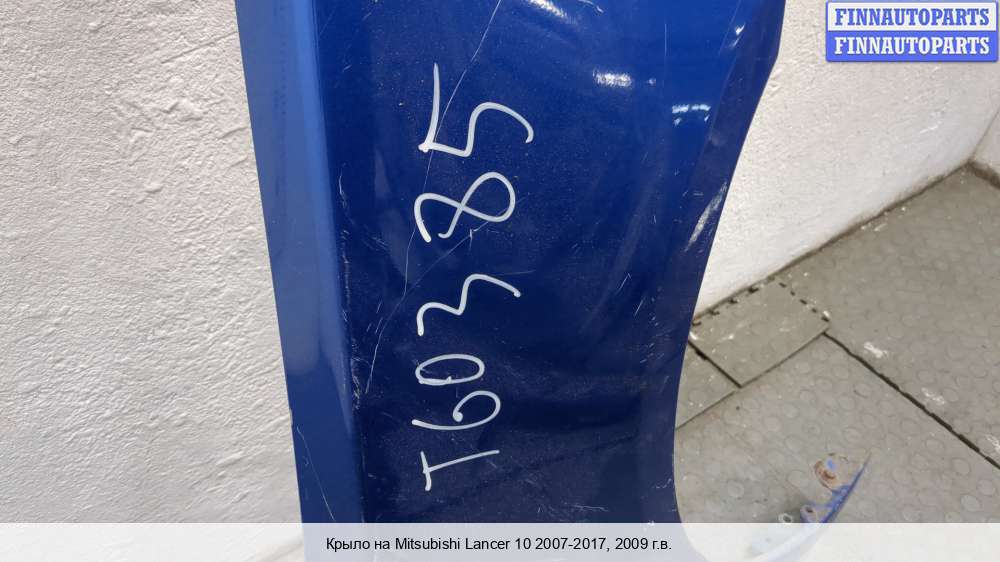 FINNAUTOPARTS
FINNAUTOPARTS
T60385
Крыло на Mitsubishi Lancer 10 2007-2017, 2009 г.в.